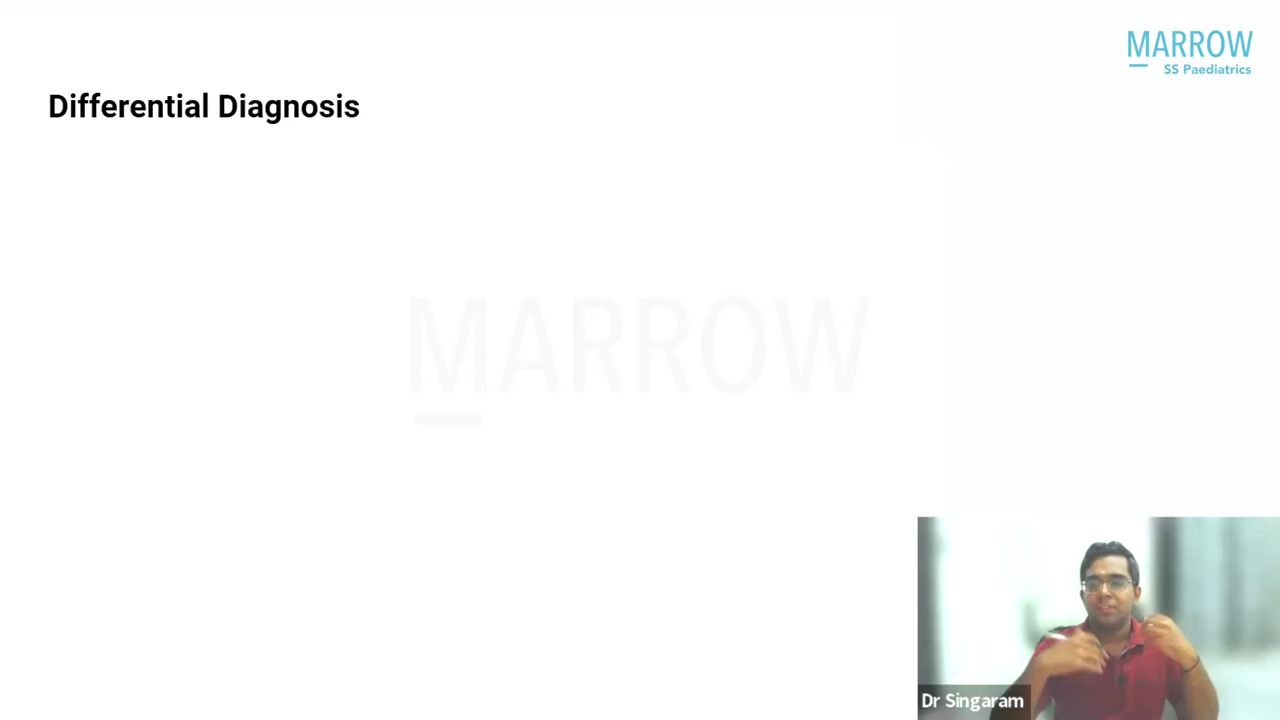 MARROW
SS Paediatrics
Differential Diagnosis
MARROW
Dr Singaram